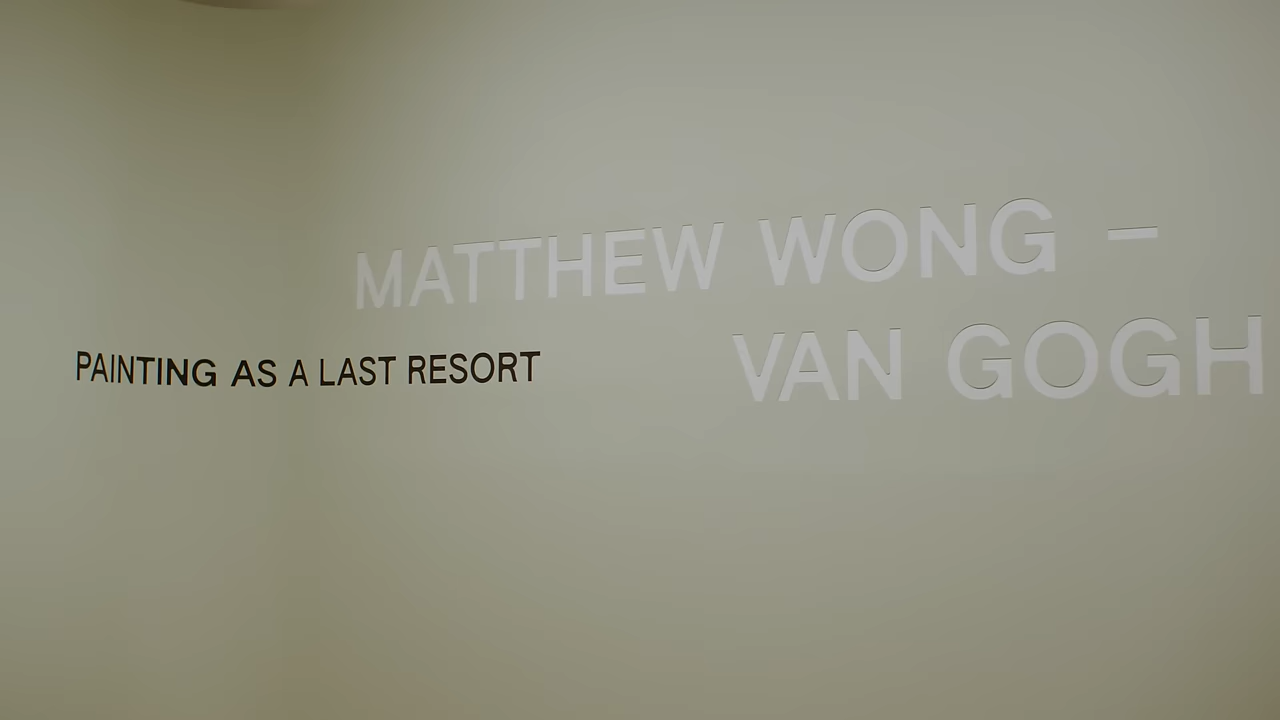 MATTHEW WONG –
VAN GOGH
PAINTING AS A LAST RESORT